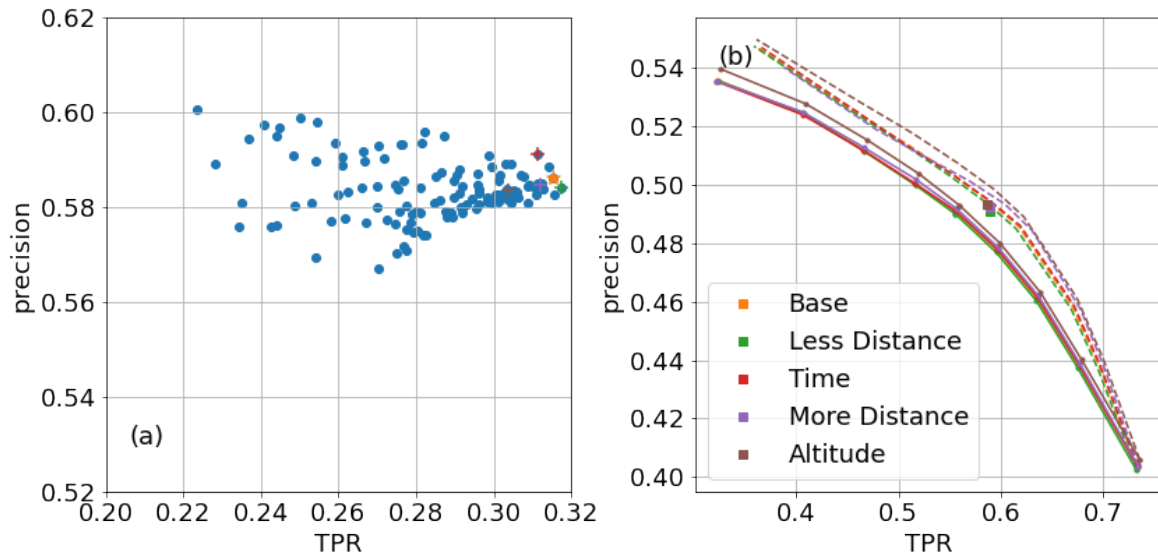 0.62
0.60
0.58
0.56
0.54
0.52
precision
(a)
0.20
0.22
0.24
0.26
0.28
0.30
0.32
TPR
0.54
0.52
0.50
0.48
0.46
0.44
0.42
0.40
precision
(b)
Base
Less Distance
Time
More Distance
Altitude
0.4
0.5
0.6
0.7
TPR